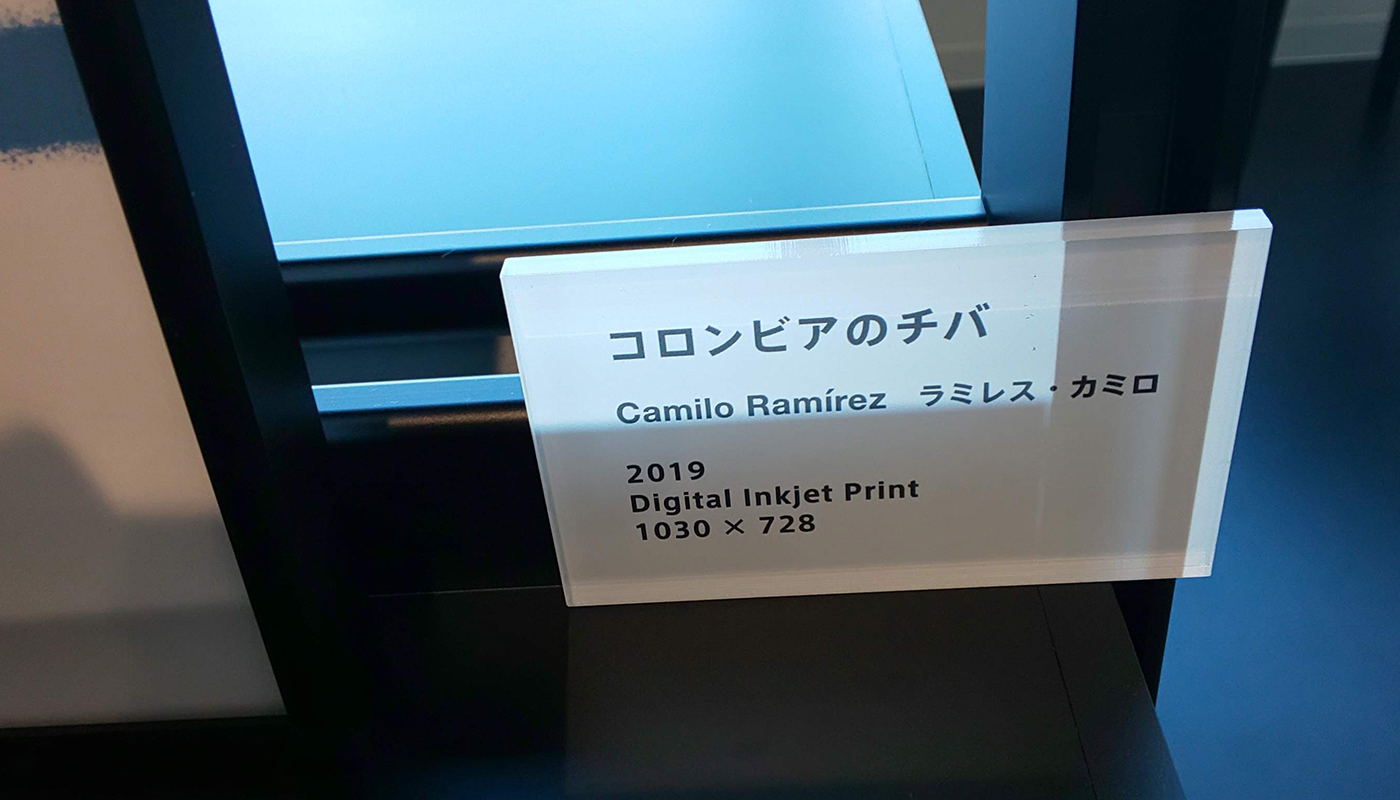 コロンビアのチバ
Camilo Ramírez　ラミレス・カミロ
2019
Digital Inkjet Print
1030 × 728